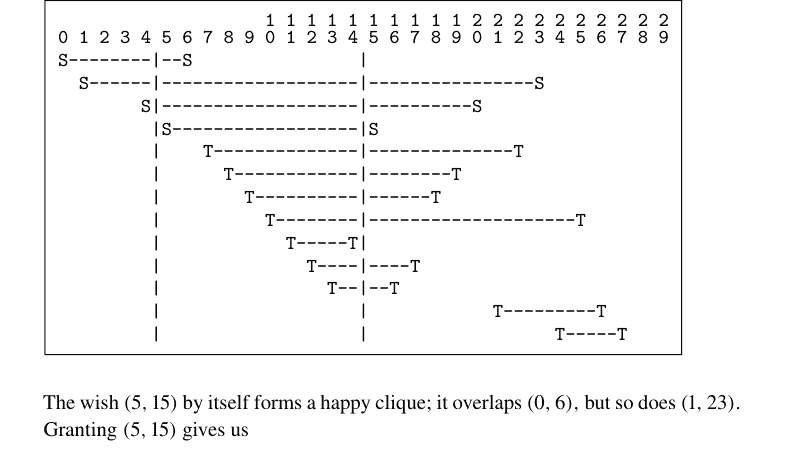 1 1 1 1 1 1 1 1 1 1 2 2 2 2 2 2 2 2 2 2
0 1 2 3 4 5 6 7 8 9 0 1 2 3 4 5 6 7 8 9 0 1 2 3 4 5 6 7 8 9
S--------|--S                |
  S------|-------------------|----------------S
        S|-------------------|----------S
         |S------------------|S
         |    T--------------|--------------T
         |      T------------|--------T
         |        T----------|------T
         |          T--------|--------------------T
         |            T-----T|
         |              T----|----T
         |                T--|--T
         |                   |            T---------T
         |                   |                  T-----T
The wish (5, 15) by itself forms a happy clique; it overlaps (0, 6), but so does (1, 23).
Granting (5, 15) gives us